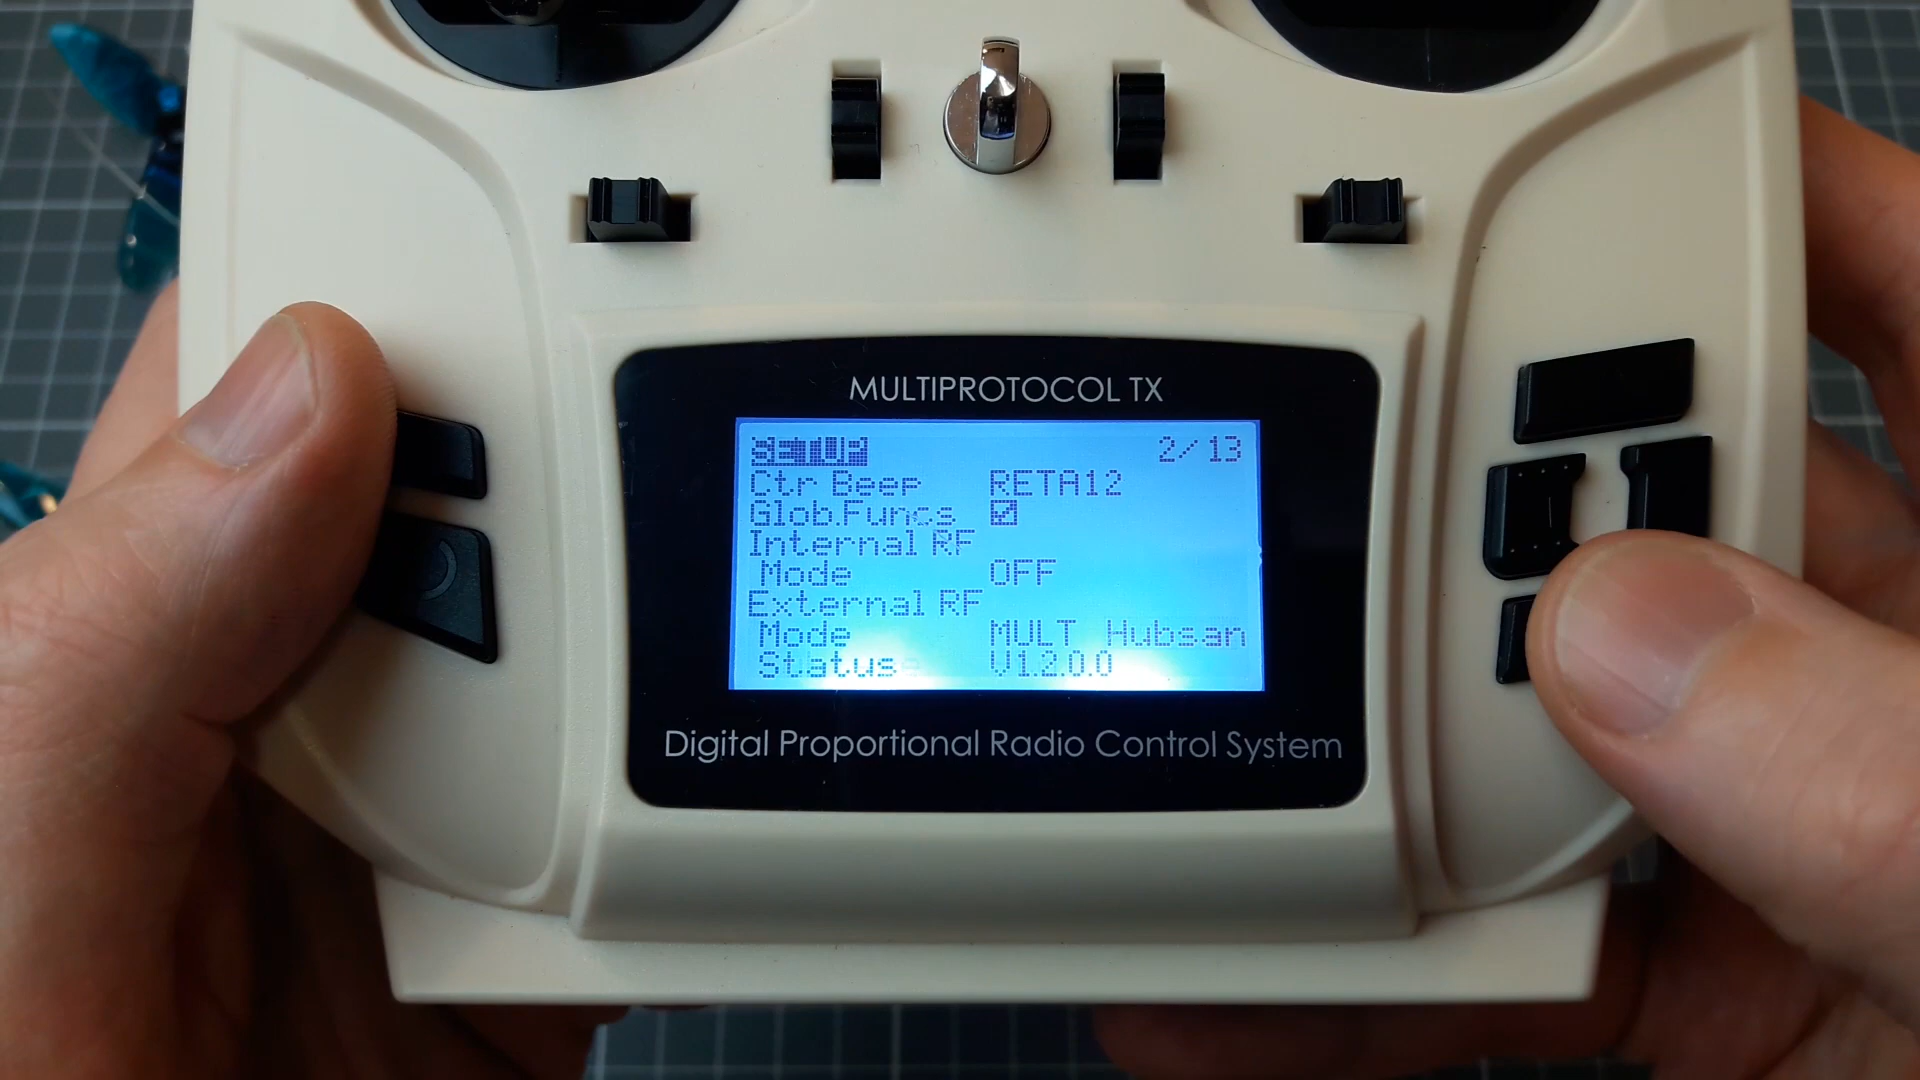 MULTIPROTOCOL TX
SETUP 2/13
Ctr Beep RETA12
Glob.Funcs
Internal RF
Mode OFF
External RF
Mode MULT Hubsan
Status V1.2.0.0
Digital Proportional Radio Control System